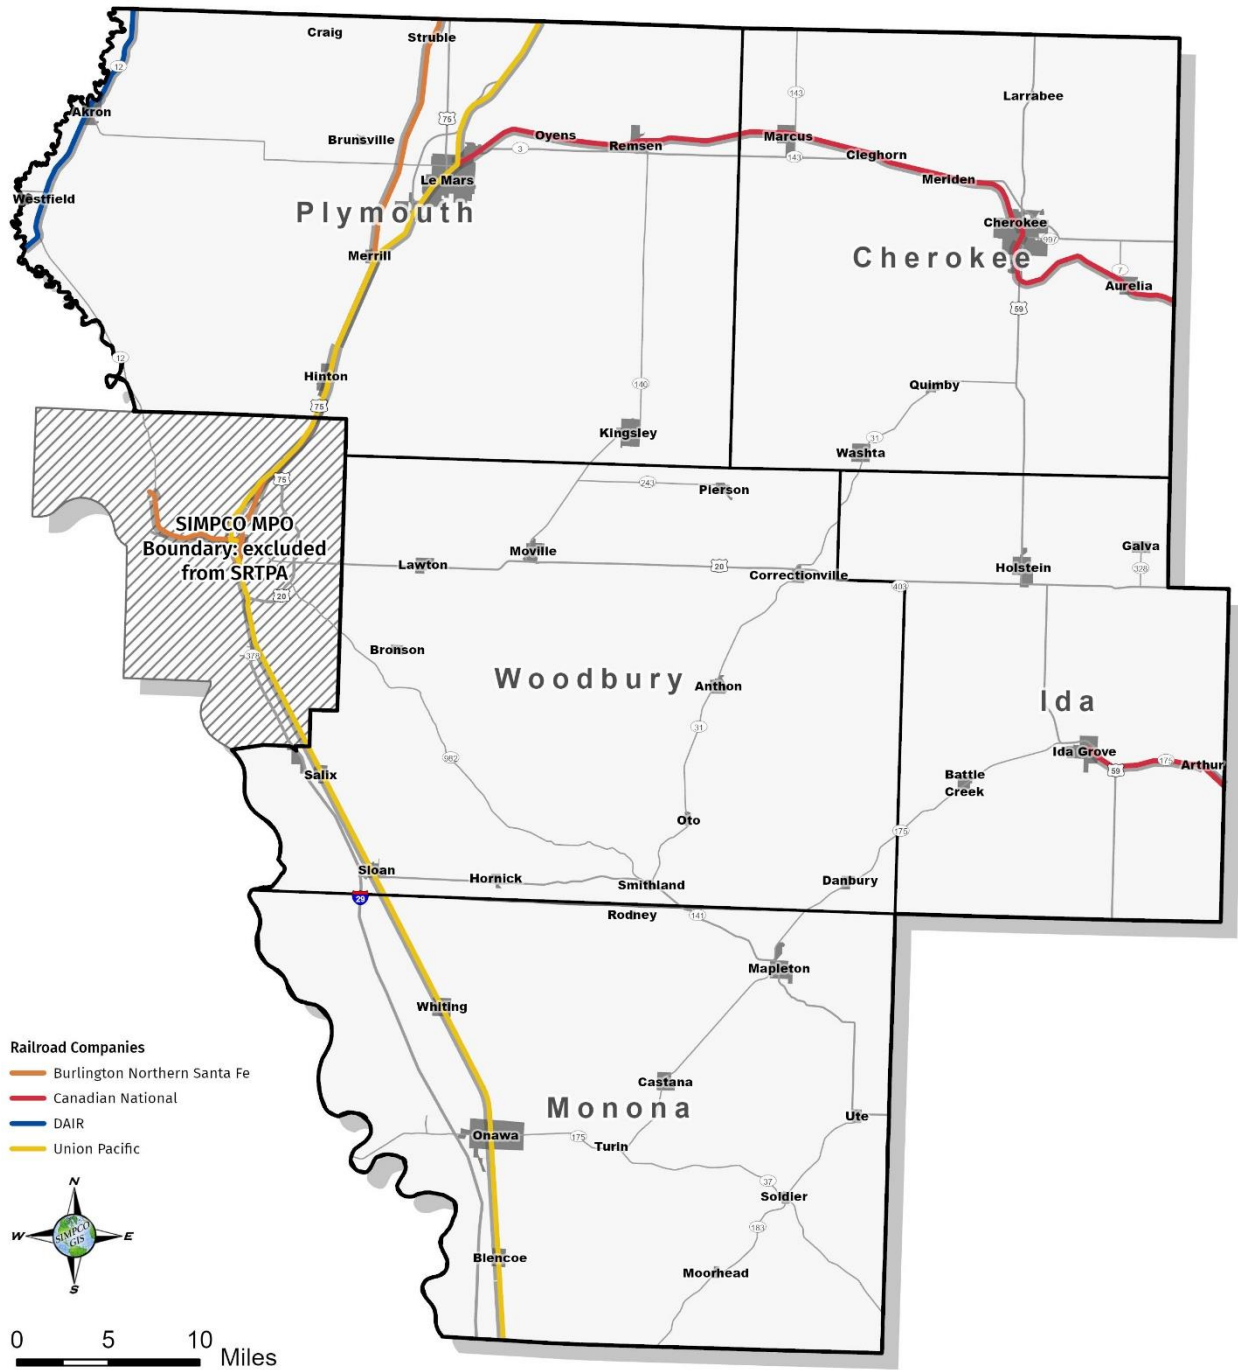 Craig
Struble
12
Akron
75
143
Larrabee
Brunsville
Oyens
Remsen
Marcus
3
143
Cleghorn
Le Mars
Meriden
Westfield
Plymouth
Cherokee
Merrill
Cherokee
7
Aurelia
59
12
Hinton
140
Quimby
75
Kingsley
31
Washta
75
243
Pierson
SIMPCO MPO
Boundary: excluded
from SRTPA
Moville
Galva
Lawton
20
Correctionville
Holstein
328
403
20
Bronson
Woodbury
Anthon
Ida
31
Ida Grove
175
Arthur
59
982
Salix
Battle
Creek
Oto
175
Sloan
Hornick
Smithland
Danbury
29
Rodney
141
Mapleton
Whiting
Railroad Companies
Burlington Northern Santa Fe
Canadian National
DAIR
Union Pacific
Castana
Monona
Ute
Onawa
175
Turin
37
Soldier
183
Blencoe
Moorhead
N
W
E
S
SIMPCO
GIS
0 5 10
Miles